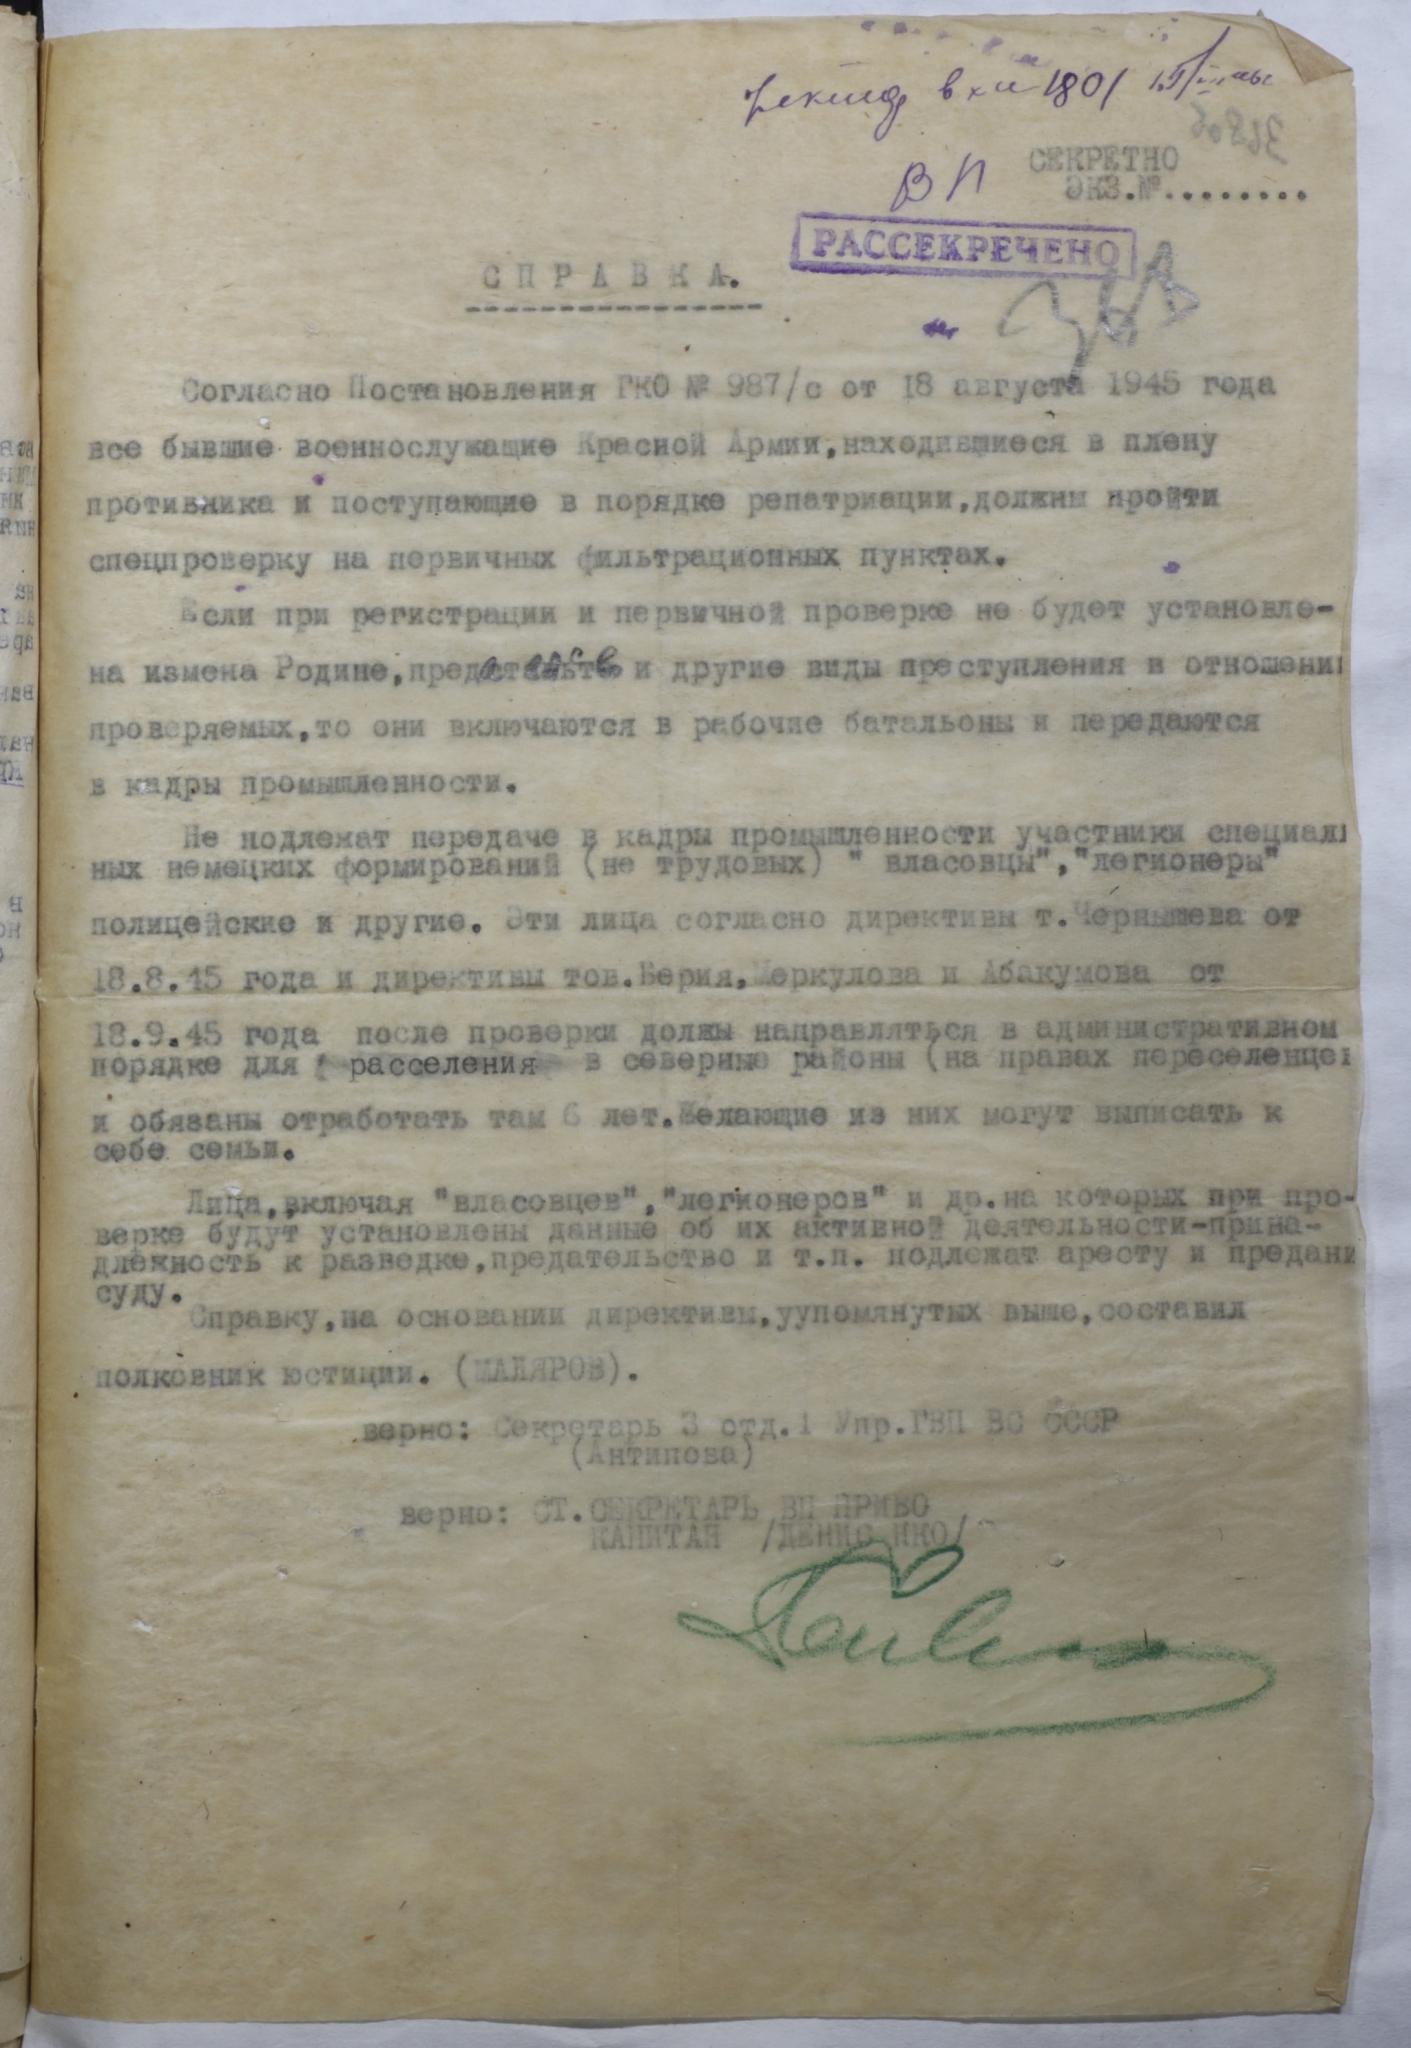 вх 1801
СЕКРЕТНО
ЭКЗ.№........
ВП
РАССЕКРЕЧЕНО
СПРАВКА.
Согласно Постановления ГКО № 987/с от 18 августа 1945 года
все бывшие военнослужащие Красной Армии,находившиеся в плену
противника и поступающие в порядке репатриации,должны пройти
спецпроверку на первичных фильтрационных пунктах.
Если при регистрации и первичной проверке не будет установле-
на измена Родине, и другие виды преступления в отношении
проверяемых,то они включаются в рабочие батальоны и передаются
в кадры промышленности.
Не подлежат передаче в кадры промышленности участники специаль
ных немецких формирований (не трудовых) " власовцы","легионеры"
полицейские и другие. Эти лица согласно директивы т.Чернышева от
18.8.45 года и директивы тов.Берия,Меркулова и Абакумова от
18.9.45 года после проверки должны направляться в административном
порядке для расселения в северные районы (на правах переселенцев
и обязаны отработать там 6 лет.Желающие из них могут выписать к
себе семьи.
Лица,включая "власовцев","легионеров" и др.на которых при про-
верке будут установлены данные об их активной деятельности-прина-
длежность к разведке,предательство и т.п. подлежат аресту и предани
суду.
Справку,на основании директивы,уупомянутых выше,составил
полковник юстиции. (МАЛЯРОВ).
верно: Секретарь 3 отд.1 Упр.ГВП ВС СССР
(Антипова)
верно: СТ.СЕКРЕТАРЬ ВП ПРИВО
КАПИТАН /ДЕНИСЕНКО/